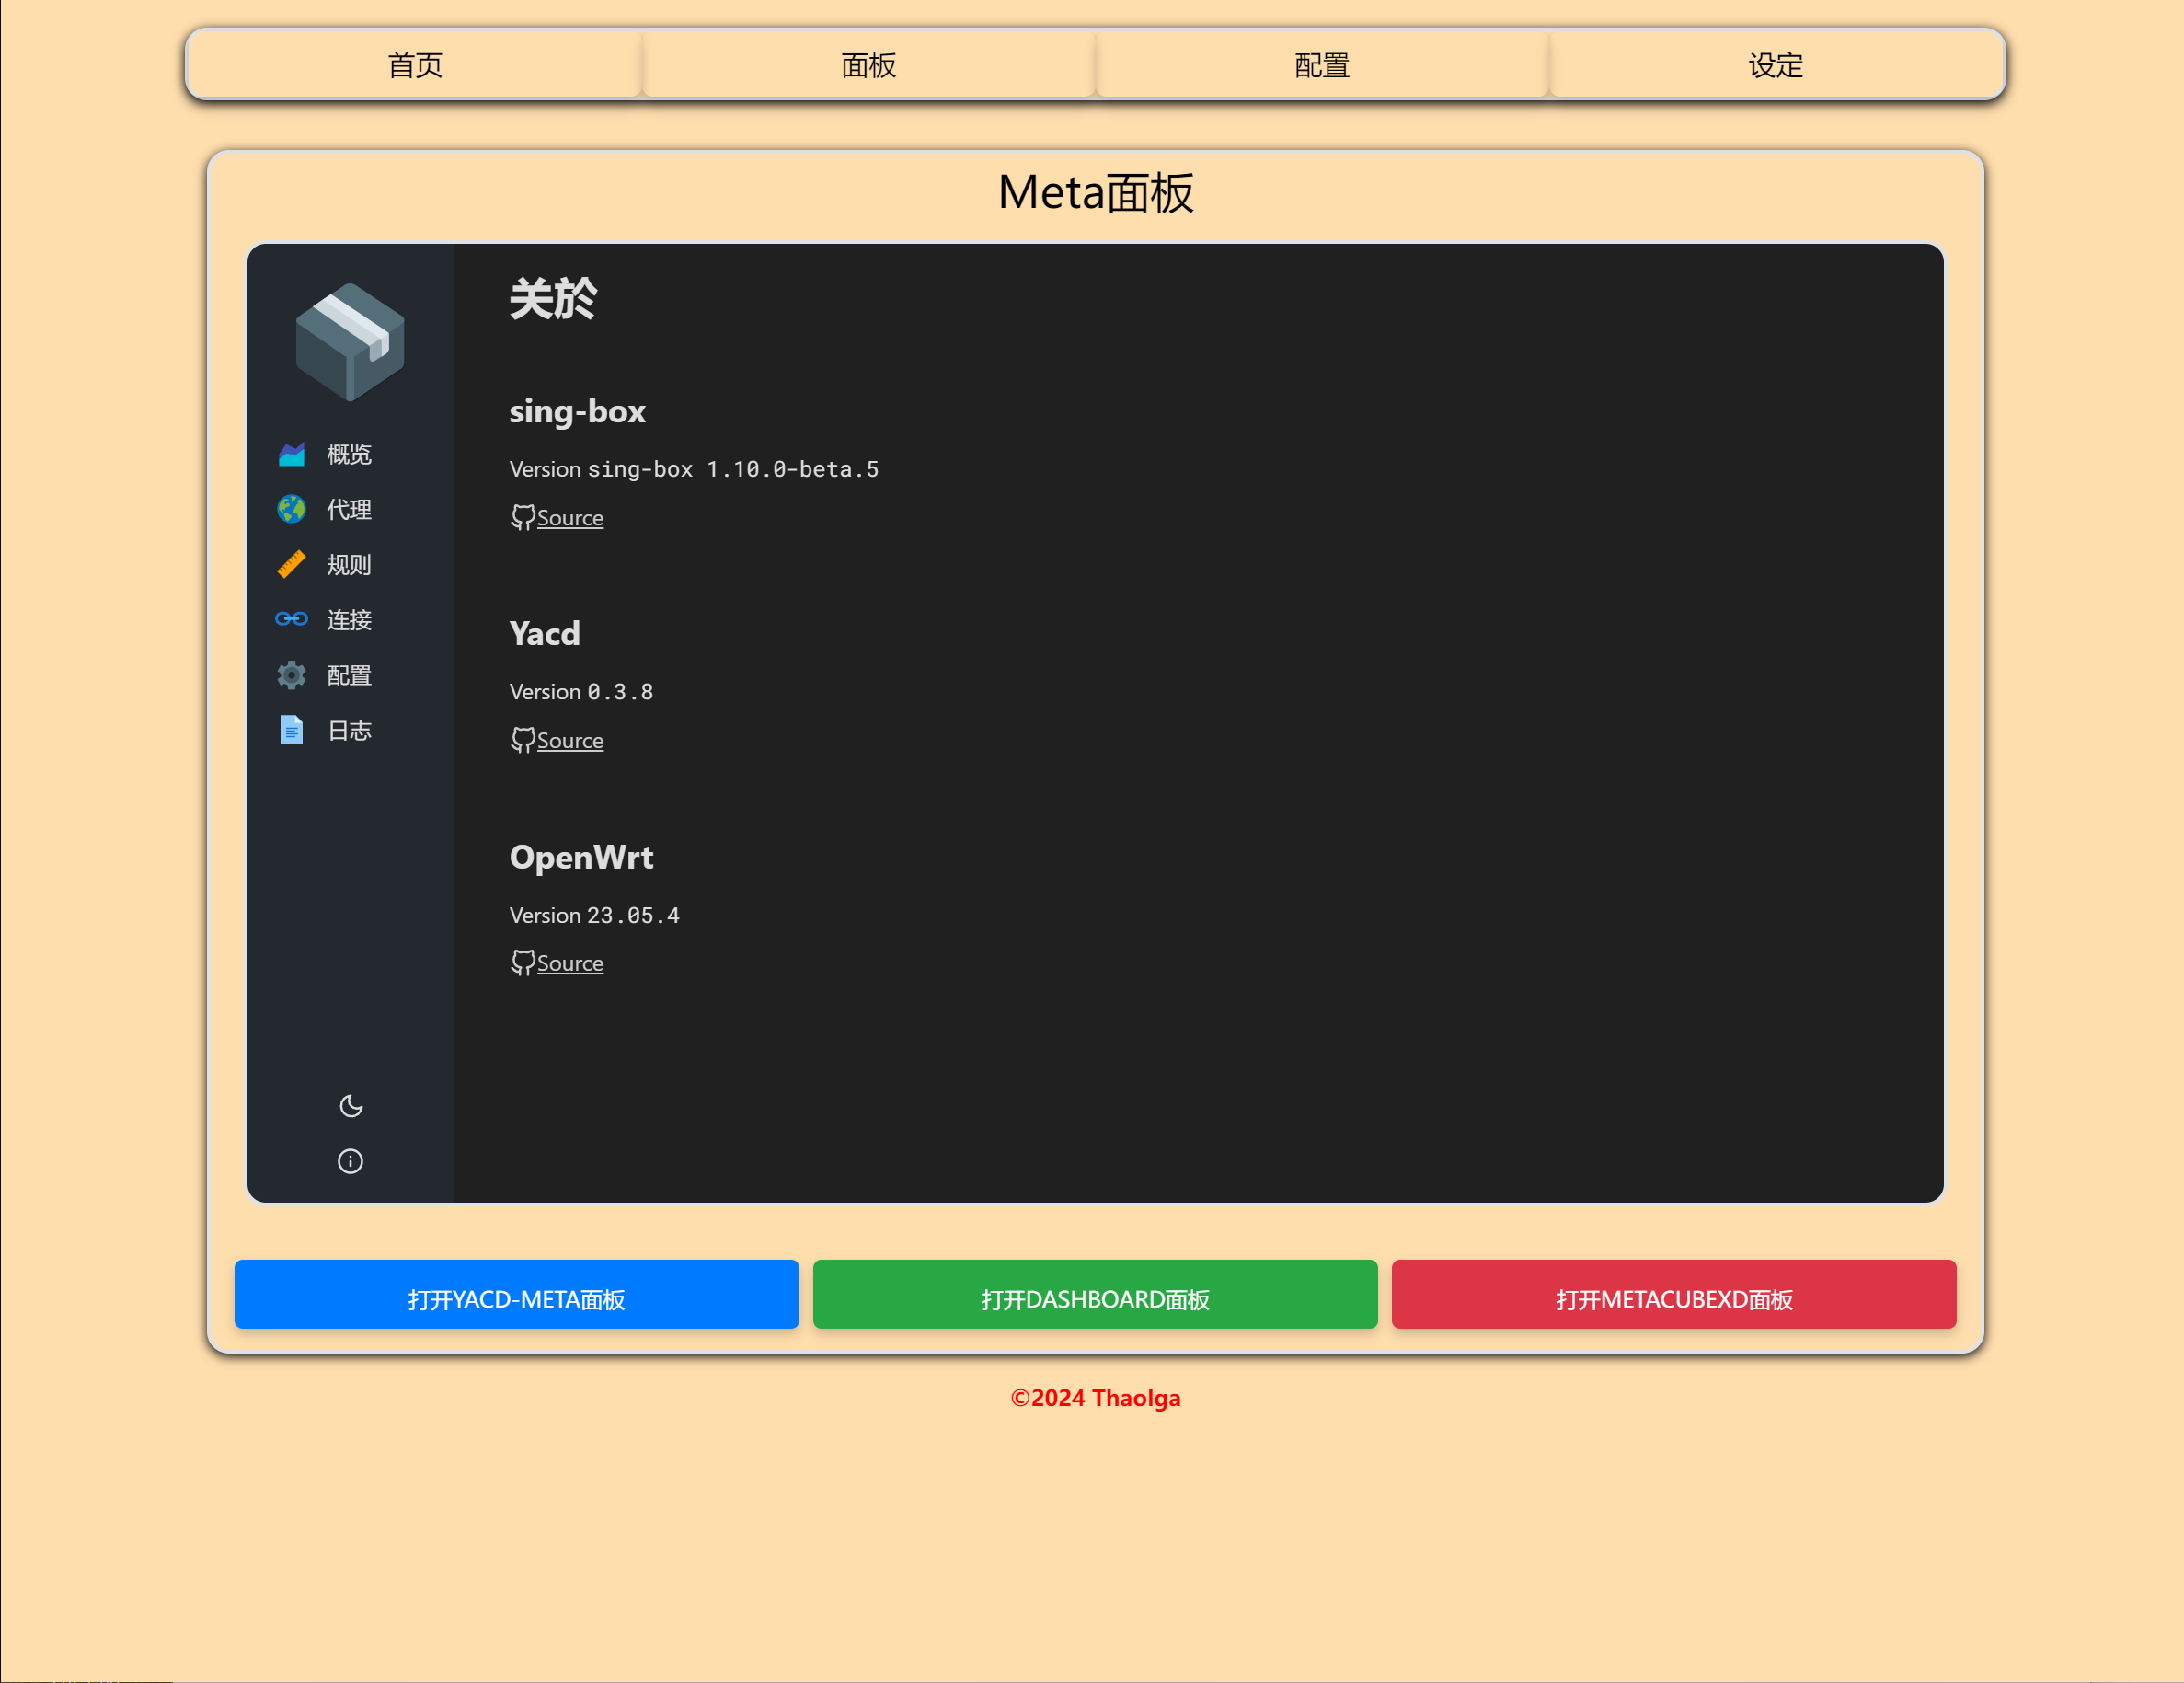 首页
面板
配置
设定
Meta面板
概览
代理
规则
连接
配置
日志
关於
sing-box
Version sing-box 1.10.0-beta.5
Source
Yacd
Version 0.3.8
Source
OpenWrt
Version 23.05.4
Source
打开YACD-META面板
打开DASHBOARD面板
打开METACUBEXD面板
©2024 Thaolga